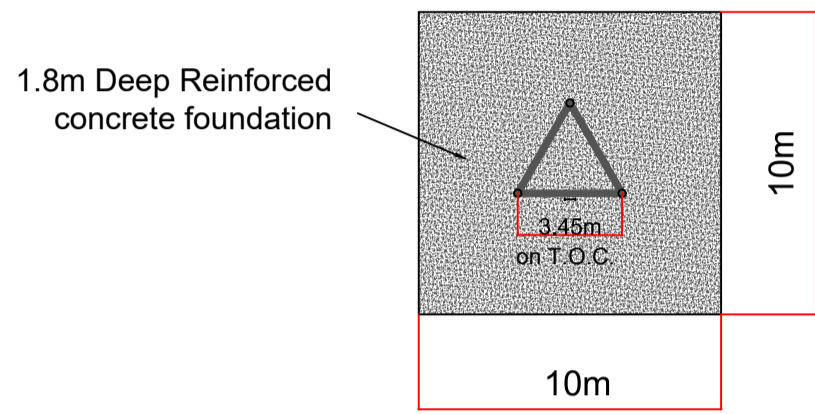 1.8m Deep Reinforced
concrete foundation
3.45m
on T.O.C.
10m
10m